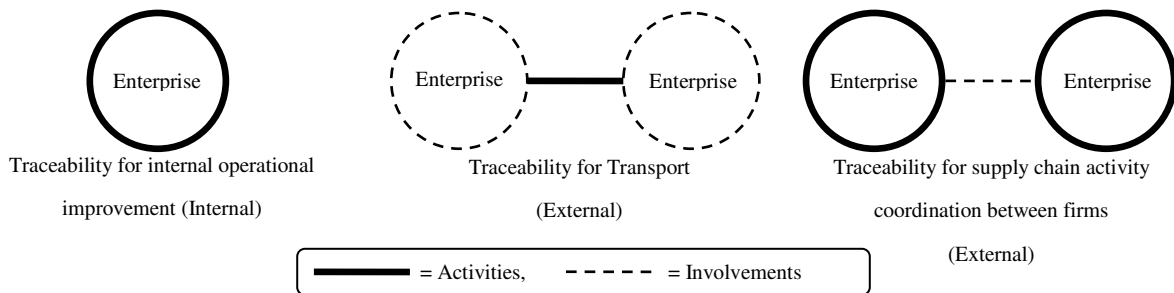 Enterprise
Traceability for internal operational
improvement (Internal)
Enterprise
Enterprise
Traceability for Transport
(External)
Enterprise
Enterprise
Traceability for supply chain activity
coordination between firms
(External)
= Activities,
= Involvements